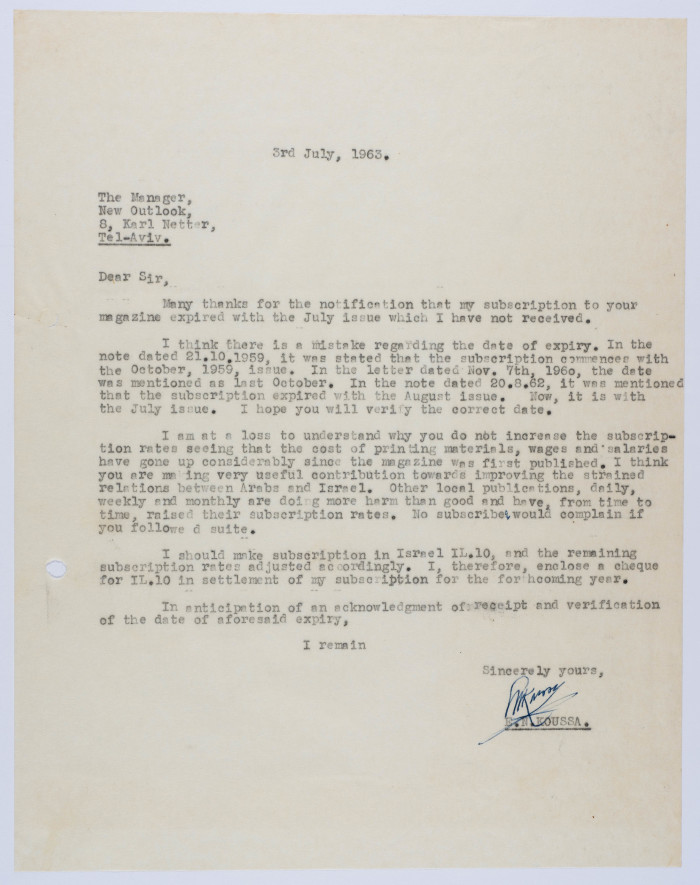 3rd July, 1963.
The Manager,
New Outlook,
8, Karl Netter,
Tel-Aviv.
Dear Sir,
Many thanks for the notification that my subscription to your
magazine expired with the July issue which I have not received.
I think there is a mistake regarding the date of expiry. In the
note dated 21.10.1959, it was stated that the subscription commences with
the October, 1959, issue. In the letter dated Nov. 7th, 196o, the date
was mentioned as last October. In the note dated 20.8.62, it was mentioned
that the subscription expired with the August issue. Now, it is with
the July issue. I hope you will verify the correct date.
I am at a loss to understand why you do not increase the subscrip-
tion rates seeing that the cost of printing materials, wages and salaries
have gone up considerably since the magazine was first published. I think
you are making very useful contribution towards improving the strained
relations between Arabs and Israel. Other local publications, daily,
weekly and monthly are doing more harm than good and have, from time to
time, raised their subscription rates. No subscriber would complain if
you followe d suite.
I should make subscription in Israel IL.10, and the remaining
subscription rates adjusted accordingly. I, therefore, enclose a cheque
for IL.10 in settlement of my subscription for the forthcoming year.
In anticipation of an acknowledgment of receipt and verification
of the date of aforesaid expiry,
I remain
Sincerely yours,
E.N.KOUSSA.